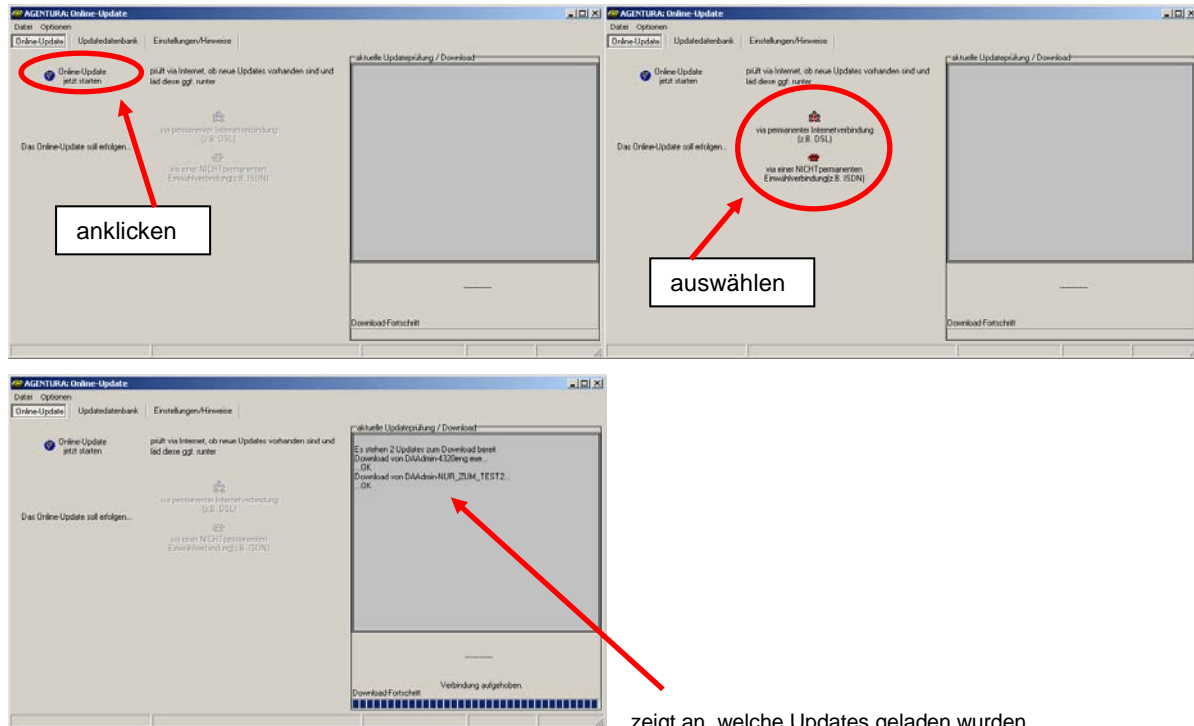 AGENTURA: Online-Update
Datei Optionen
Online-Update Updatedatenbank Einstellungen/Hinweise
Online-Update
jetzt starten
prüft via Internet, ob neue Updates vorhanden sind und
läd diese ggf. runter
via permanenter Internetverbindung
(z.B. DSL)
Das Online-Update soll erfolgen...
via einer NICHT permanenten
Einwahlverbindung(z.B. ISDN)
aktuelle Updateprüfung / Download
----------
Download-Fortschritt
anklicken
AGENTURA: Online-Update
Datei Optionen
Online-Update Updatedatenbank Einstellungen/Hinweise
Online-Update
jetzt starten
prüft via Internet, ob neue Updates vorhanden sind und
läd diese ggf. runter
via permanenter Internetverbindung
(z.B. DSL)
Das Online-Update soll erfolgen...
via einer NICHT permanenten
Einwahlverbindung(z.B. ISDN)
aktuelle Updateprüfung / Download
----------
Download-Fortschritt
auswählen
AGENTURA: Online-Update
Datei Optionen
Online-Update Updatedatenbank Einstellungen/Hinweise
Online-Update
jetzt starten
prüft via Internet, ob neue Updates vorhanden sind und
läd diese ggf. runter
via permanenter Internetverbindung
(z.B. DSL)
Das Online-Update soll erfolgen...
via einer NICHT permanenten
Einwahlverbindung(z.B. ISDN)
aktuelle Updateprüfung / Download
Es stehen 2 Updates zum Download bereit
Download von DAAdmin-4320eng.exe...
...OK
Download von DAAdmin-NUR_ZUM_TEST2...
...OK
----------
Verbindung aufgehoben.
Download-Fortschritt
zeigt an, welche Updates geladen wurden